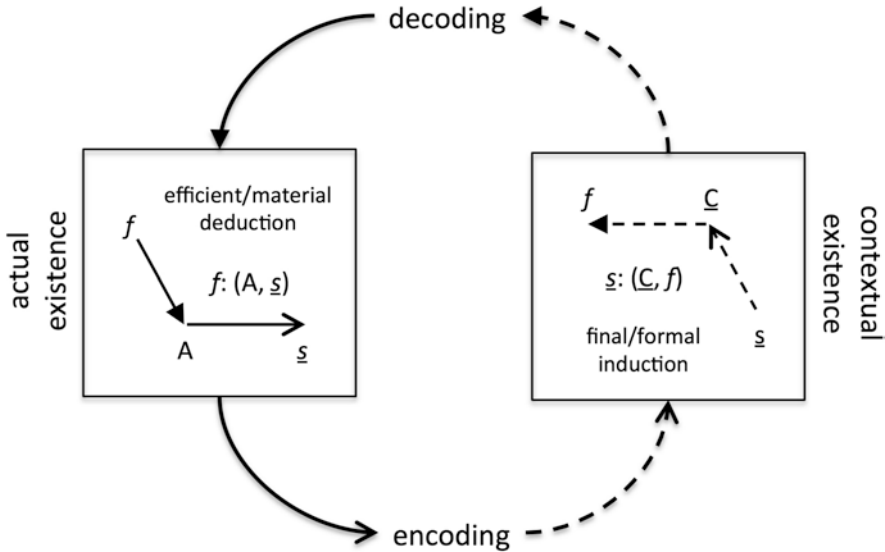 decoding
actual
existence
efficient/material
deduction
f
f: (A, s)
A
s
f
C
s: (C, f)
s
final/formal
induction
contextual
existence
encoding